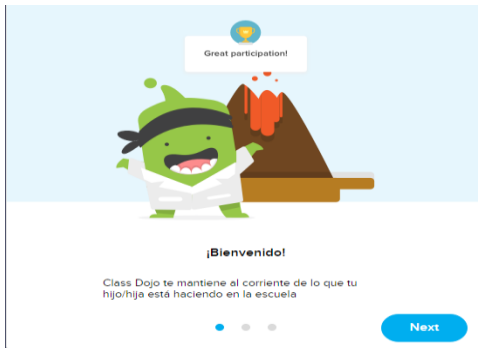 Great participation!
¡Bienvenido!
Class Dojo te mantiene al corriente de lo que tu
hijo/hija está haciendo en la escuela
Next